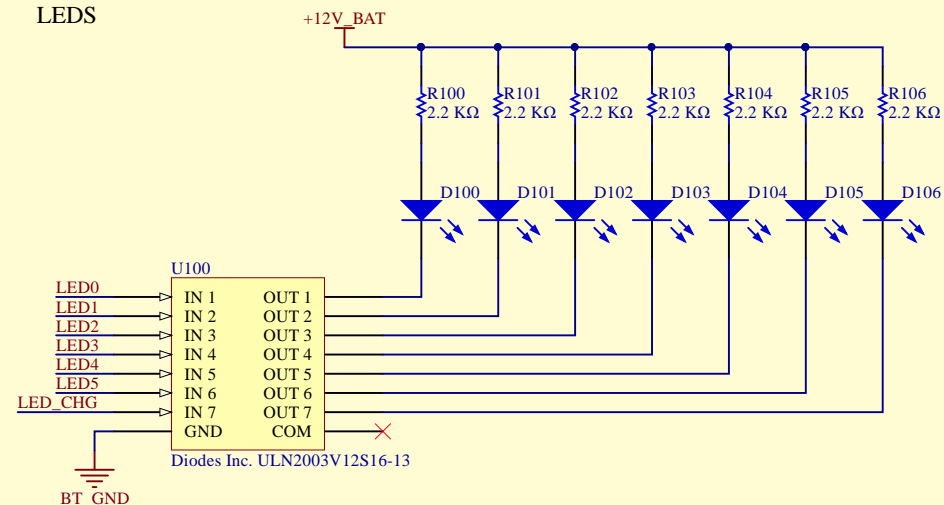 LEDS
+12V_BAT
R100 R101 R102 R103 R104 R105 R106
2.2 KΩ 2.2 KΩ 2.2 KΩ 2.2 KΩ 2.2 KΩ 2.2 KΩ 2.2 KΩ
D100 D101 D102 D103 D104 D105 D106
U100
LED0 IN 1 OUT 1
LED1 IN 2 OUT 2
LED2 IN 3 OUT 3
LED3 IN 4 OUT 4
LED4 IN 5 OUT 5
LED5 IN 6 OUT 6
LED_CHG IN 7 OUT 7
GND COM
Diodes Inc. ULN2003V12S16-13
BT_GND